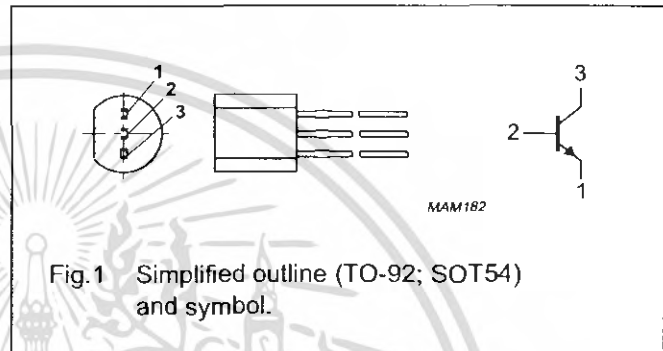 1
2
3
3
2
1
MAM182
Fig.1 Simplified outline (TO-92; SOT54)
and symbol.